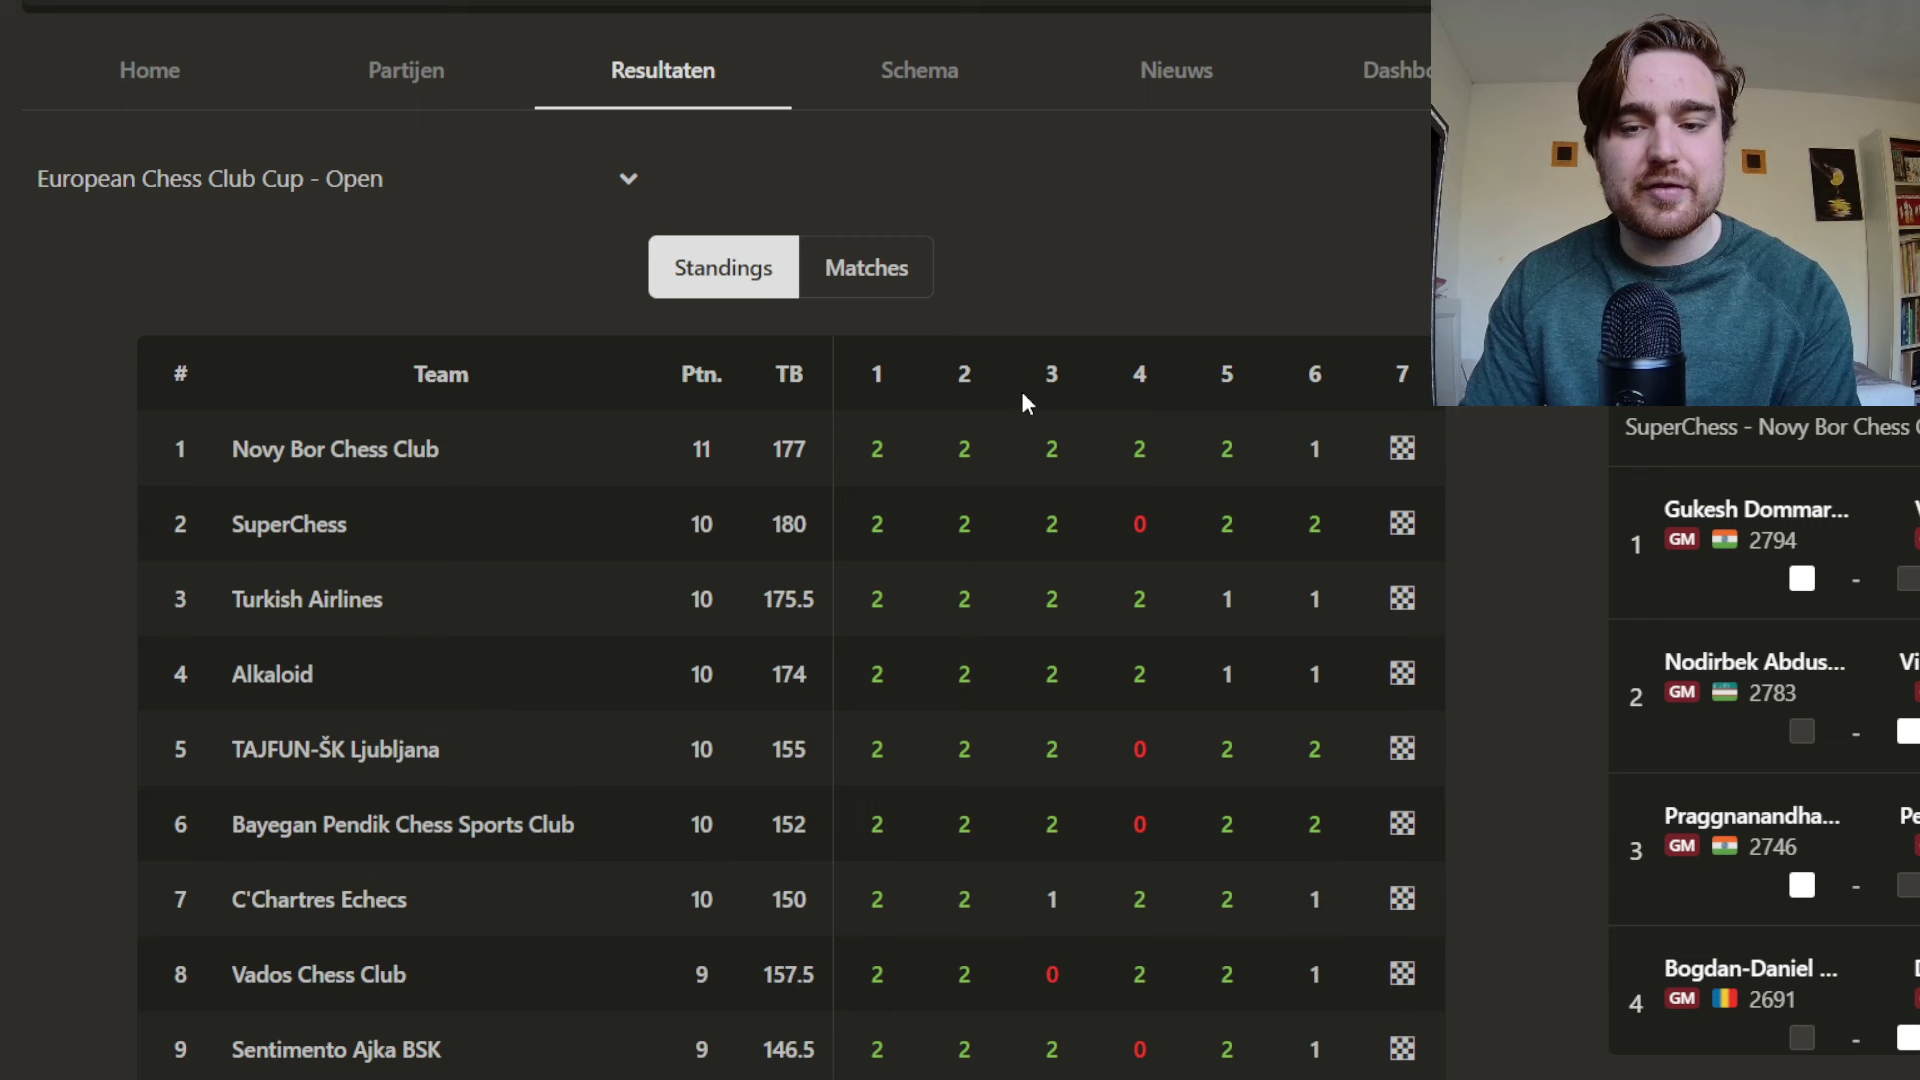 Home Partijen Resultaten Schema Nieuws Dashbo
European Chess Club Cup - Open
Standings Matches
# Team Ptn. TB 1 2 3 4 5 6 7
1 Novy Bor Chess Club 11 177 2 2 2 2 2 1
2 SuperChess 10 180 2 2 2 0 2 2
3 Turkish Airlines 10 175.5 2 2 2 2 1 1
4 Alkaloid 10 174 2 2 2 2 1 1
5 TAJFUN-ŠK Ljubljana 10 155 2 2 2 0 2 2
6 Bayegan Pendik Chess Sports Club 10 152 2 2 2 0 2 2
7 C'Chartres Echecs 10 150 2 2 1 2 2 1
8 Vados Chess Club 9 157.5 2 2 0 2 2 1
9 Sentimento Ajka BSK 9 146.5 2 2 2 0 2 1
SuperChess - Novy Bor Chess
Gukesh Dommar...
1 GM 2794
-
Nodirbek Abdus... Vi
2 GM 2783
-
Praggnanandha... Pe
3 GM 2746
-
Bogdan-Daniel ...
4 GM 2691
-